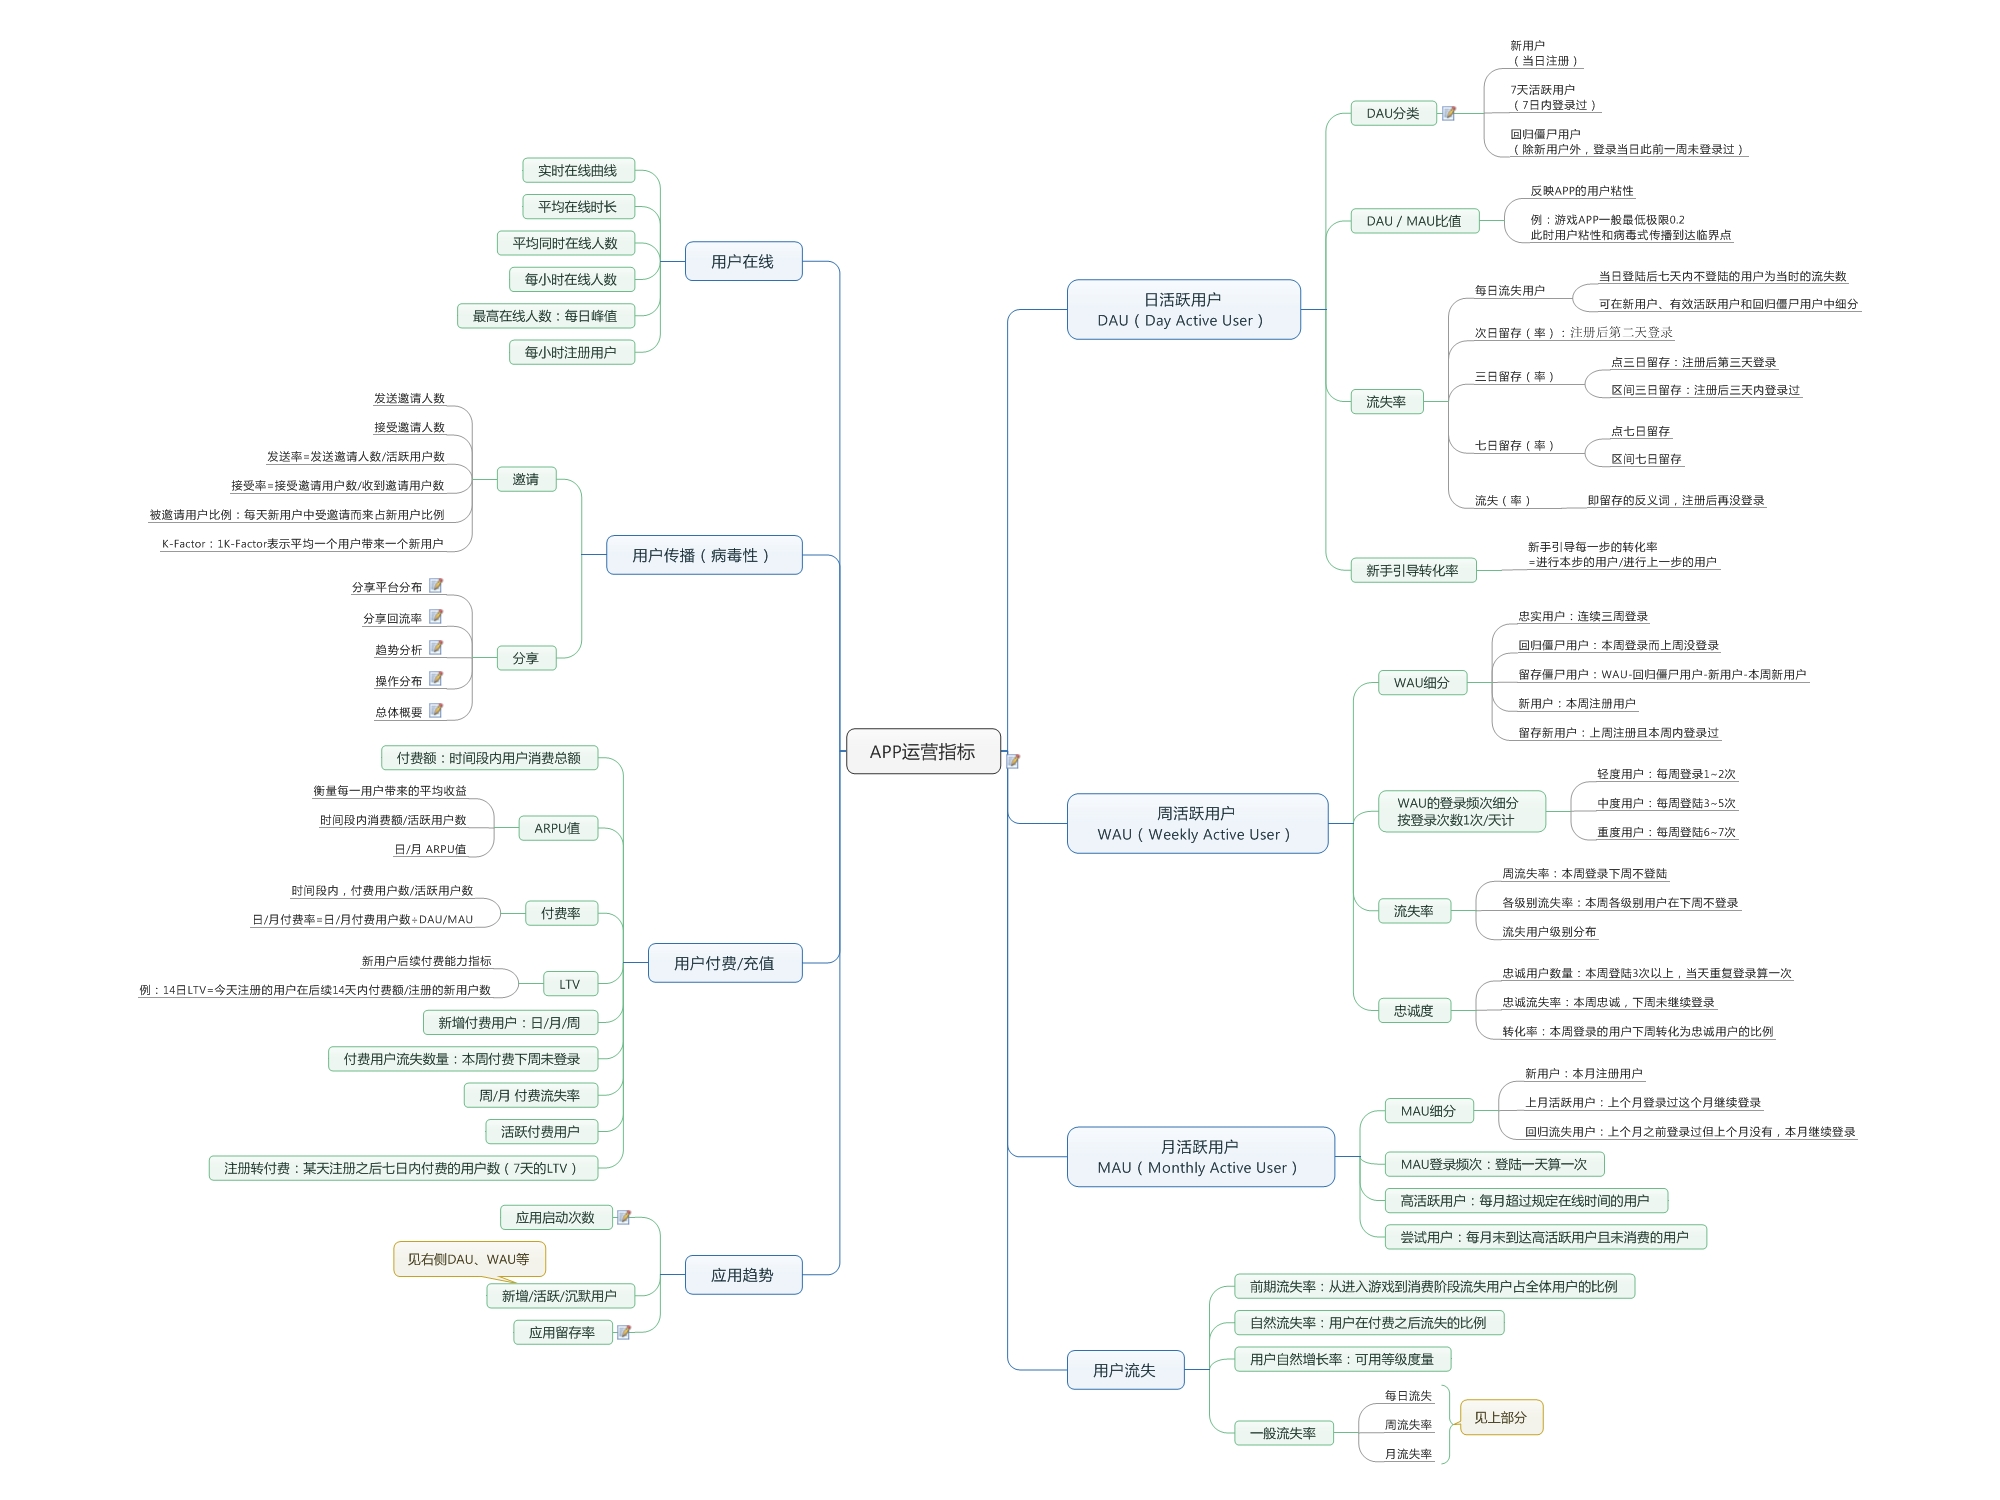 APP运营指标
日活跃用户
DAU（Day Active User）
DAU分类
新用户
（当日注册）
7天活跃用户
（7日内登录过）
回归僵尸用户
（除新用户外，登录当日此前一周未登录过）
DAU / MAU比值
反映APP的用户粘性
例：游戏APP一般最低极限0.2
此时用户粘性和病毒式传播到达临界点
流失率
每日流失用户
当日登陆后七天内不登陆的用户为当时的流失数
可在新用户、有效活跃用户和回归僵尸用户中细分
次日留存（率）：注册后第二天登录
三日留存（率）
点三日留存：注册后第三天登录
区间三日留存：注册后三天内登录过
七日留存（率）
点七日留存
区间七日留存
流失（率）
即留存的反义词，注册后再没登录
新手引导转化率
新手引导每一步的转化率
=进行本步的用户/进行上一步的用户
周活跃用户
WAU（Weekly Active User）
WAU细分
忠实用户：连续三周登录
回归僵尸用户：本周登录而上周没登录
留存僵尸用户：WAU-回归僵尸用户-新用户-本周新用户
新用户：本周注册用户
留存新用户：上周注册且本周内登录过
WAU的登录频次细分
按登录次数1次/天计
轻度用户：每周登录1~2次
中度用户：每周登陆3~5次
重度用户：每周登陆6~7次
流失率
周流失率：本周登录下周不登陆
各级别流失率：本周各级别用户在下周不登录
流失用户级别分布
忠诚度
忠诚用户数量：本周登陆3次以上，当天重复登录算一次
忠诚流失率：本周忠诚，下周未继续登录
转化率：本周登录的用户下周转化为忠诚用户的比例
月活跃用户
MAU（Monthly Active User）
MAU细分
新用户：本月注册用户
上月活跃用户：上个月登录过这个月继续登录
回归流失用户：上个月之前登录过但上个月没有，本月继续登录
MAU登录频次：登陆一天算一次
高活跃用户：每月超过规定在线时间的用户
尝试用户：每月未到达高活跃用户且未消费的用户
用户流失
前期流失率：从进入游戏到消费阶段流失用户占全体用户的比例
自然流失率：用户在付费之后流失的比例
用户自然增长率：可用等级度量
一般流失率
每日流失
周流失率
月流失率
见上部分
用户在线
实时在线曲线
平均在线时长
平均同时在线人数
每小时在线人数
最高在线人数：每日峰值
每小时注册用户
用户传播（病毒性）
邀请
发送邀请人数
接受邀请人数
发送率=发送邀请人数/活跃用户数
接受率=接受邀请用户数/收到邀请用户数
被邀请用户比例：每天新用户中受邀请而来占新用户比例
K-Factor：1K-Factor表示平均一个用户带来一个新用户
分享
分享平台分布
分享回流率
趋势分析
操作分布
总体概要
用户付费/充值
付费额：时间段内用户消费总额
ARPU值
衡量每一用户带来的平均收益
时间段内消费额/活跃用户数
日/月 ARPU值
付费率
时间段内，付费用户数/活跃用户数
日/月付费率=日/月付费用户数÷DAU/MAU
LTV
新用户后续付费能力指标
例：14日LTV=今天注册的用户在后续14天内付费额/注册的新用户数
新增付费用户：日/月/周
付费用户流失数量：本周付费下周未登录
周/月 付费流失率
活跃付费用户
注册转付费：某天注册之后七日内付费的用户数（7天的LTV）
应用趋势
应用启动次数
见右侧DAU、WAU等
新增/活跃/沉默用户
应用留存率